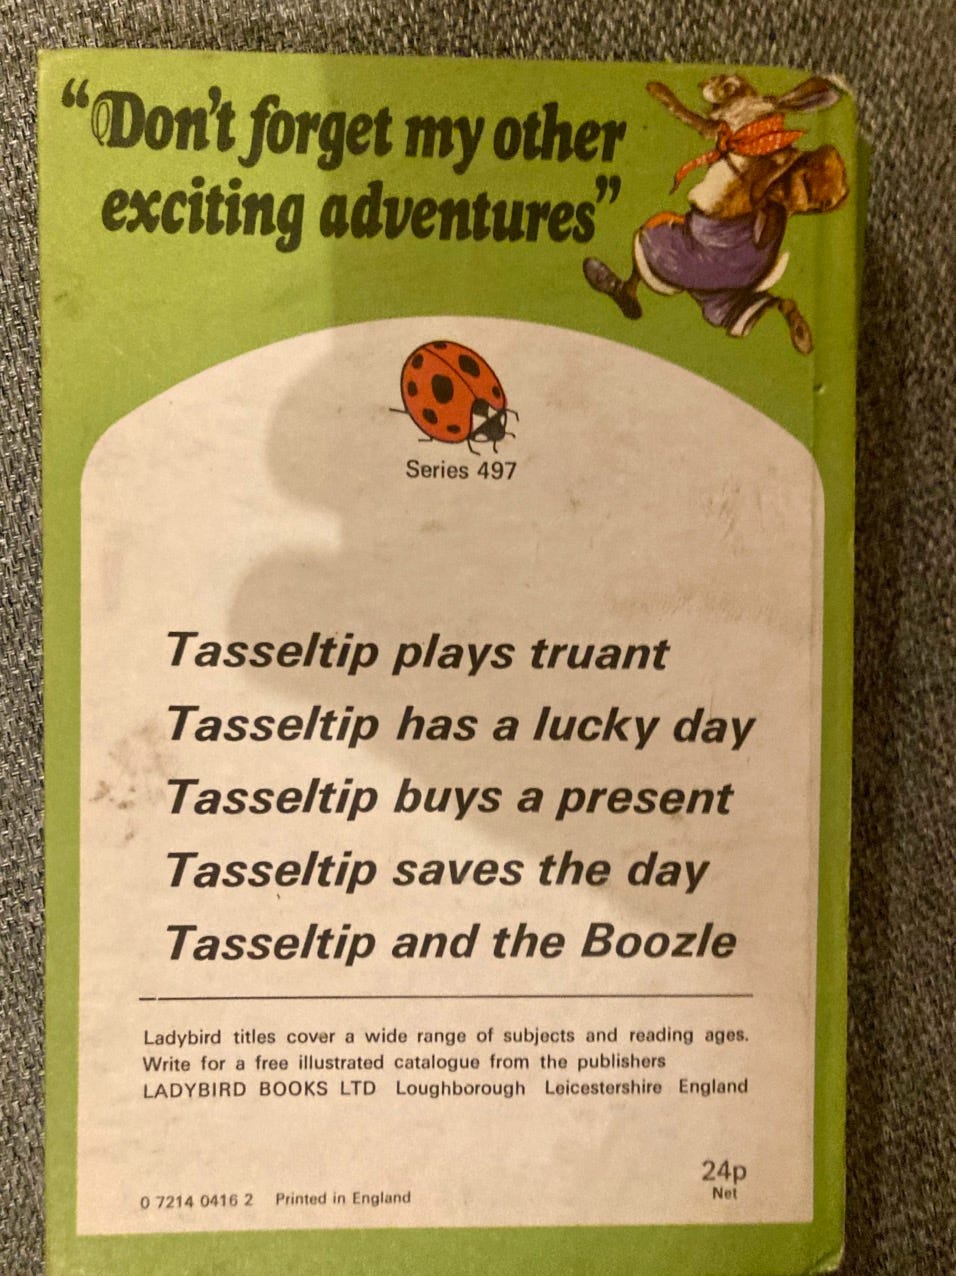 “Don't forget my other
exciting adventures”
Series 497
Tasseltip plays truant
Tasseltip has a lucky day
Tasseltip buys a present
Tasseltip saves the day
Tasseltip and the Boozle
Ladybird titles cover a wide range of subjects and reading ages.
Write for a free illustrated catalogue from the publishers
LADYBIRD BOOKS LTD Loughborough Leicestershire England
24p
Net
0 7214 0416 2 Printed in England